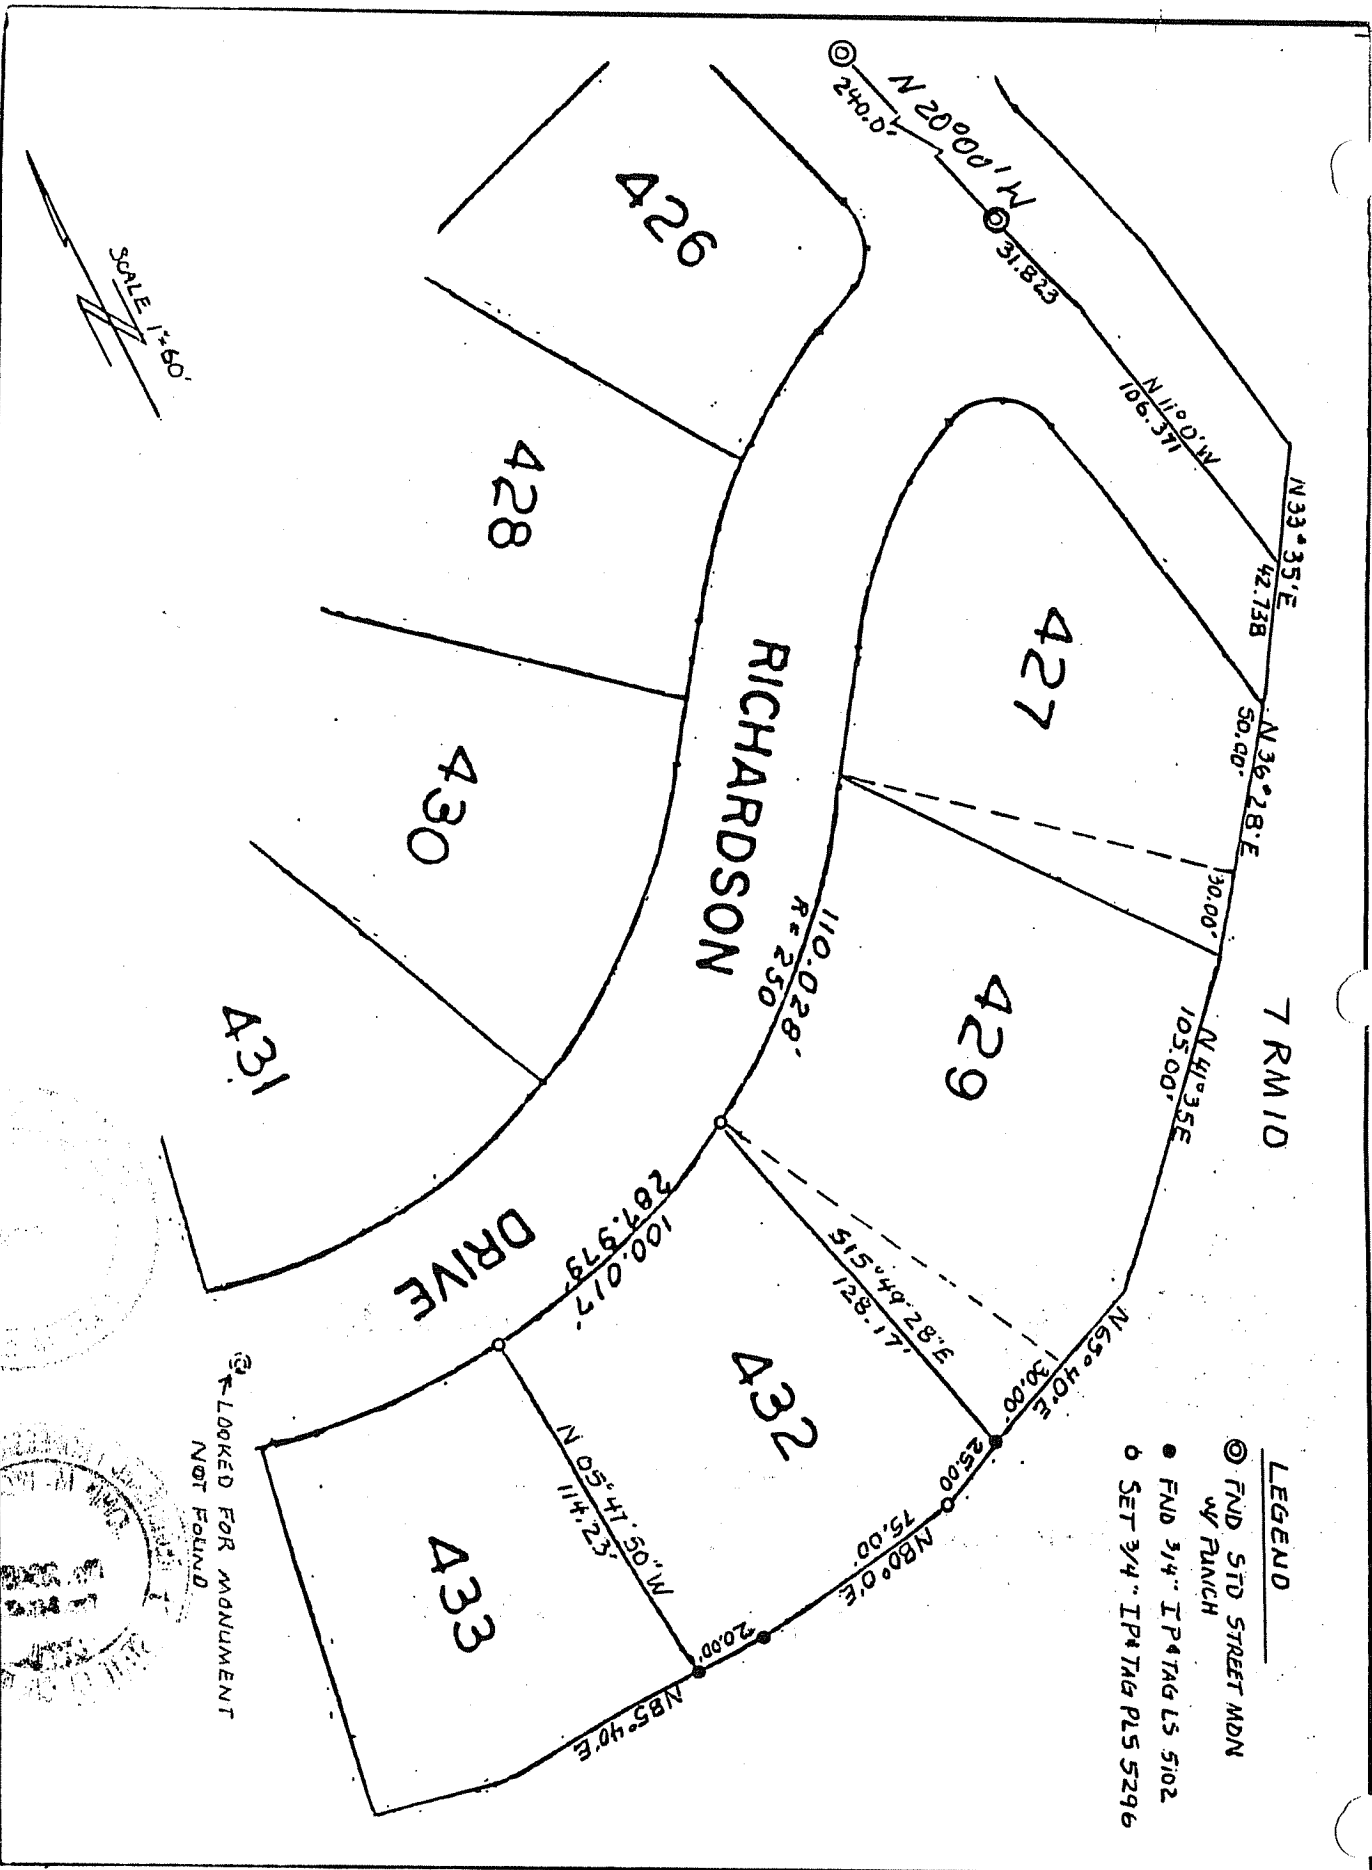 7 RM 10
LEGEND
FND STD STREET MON
W/ PUNCH
FND 3/4" IP & TAG LS 5102
SET 3/4" IP & TAG PLS 5296
N 20°00' W
240.0'
31.823
N 11°0' W
106.371
N 33°35' E
42.738
N 36°28' E
50.00'
30.00'
N 41°35 E
105.00'
N 65°40' E
30.00'
25.00
N 80°0' E
75.00'
20.00'
N 85°40' E
426
427
428
429
430
431
432
433
RICHARDSON
DRIVE
110.028'
R = 250
100.017'
287.979'
S 15°49'28" E
128.17'
N 05°47'50" W
114.23'
LOOKED FOR MONUMENT
NOT FOUND
SCALE 1"=60'
N